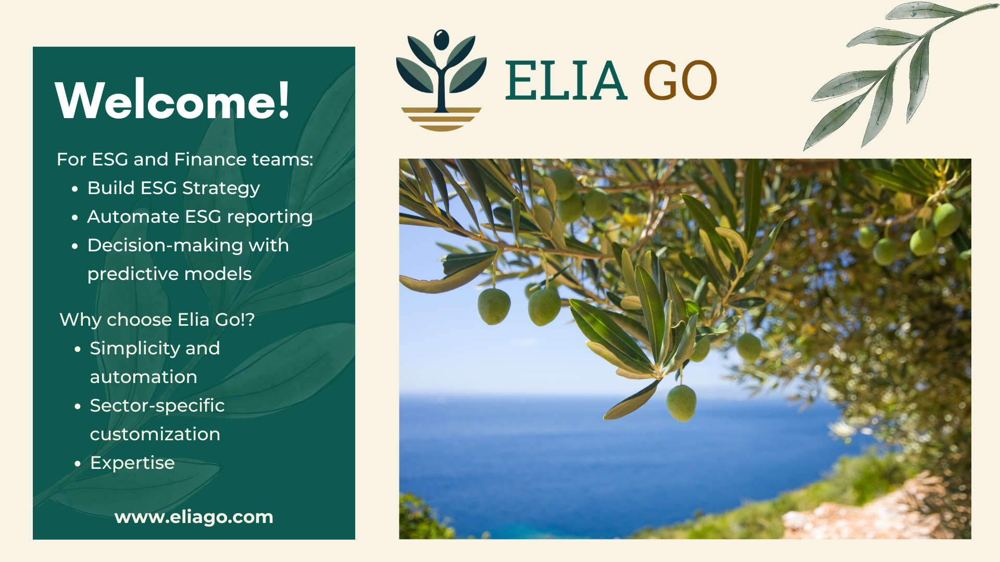 Welcome!
For ESG and Finance teams:
• Build ESG Strategy
• Automate ESG reporting
• Decision-making with
predictive models
Why choose Elia Go!?
• Simplicity and
automation
• Sector-specific
customization
• Expertise
www.eliago.com
ELIA GO